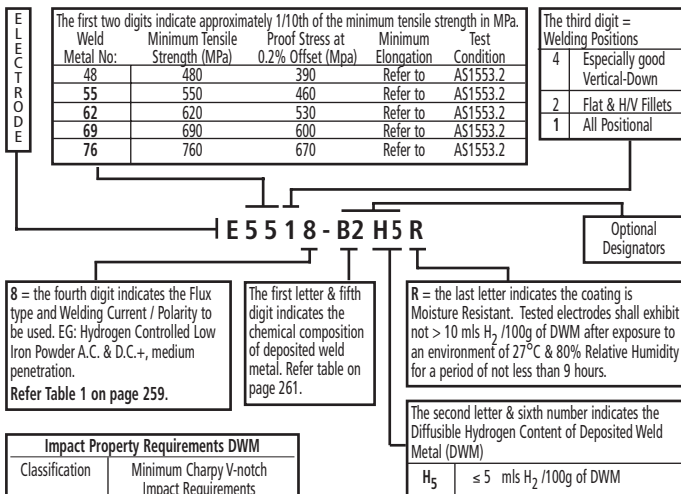 ELECTRODE
The first two digits indicate approximately 1/10th of the minimum tensile strength in MPa.
Weld Minimum Tensile Proof Stress at Minimum Test
Metal No: Strength (MPa) 0.2% Offset (Mpa) Elongation Condition
48 480 390 Refer to AS1553.2
55 550 460 Refer to AS1553.2
62 620 530 Refer to AS1553.2
69 690 600 Refer to AS1553.2
76 760 670 Refer to AS1553.2
The third digit =
Welding Positions
4 Especially good
Vertical-Down
2 Flat & H/V Fillets
1 All Positional
E 5 5 1 8 - B2 H5 R
Optional
Designators
8 = the fourth digit indicates the Flux
type and Welding Current / Polarity to
be used. EG: Hydrogen Controlled Low
Iron Powder A.C. & D.C.+, medium
penetration.
Refer Table 1 on page 259.
The first letter & fifth
digit indicates the
chemical composition
of deposited weld
metal. Refer table on
page 261.
R = the last letter indicates the coating is
Moisture Resistant. Tested electrodes shall exhibit
not > 10 mls H2 /100g of DWM after exposure to
an environment of 27°C & 80% Relative Humidity
for a period of not less than 9 hours.
The second letter & sixth number indicates the
Diffusible Hydrogen Content of Deposited Weld
Metal (DWM)
H5 ≤ 5 mls H2 /100g of DWM
Impact Property Requirements DWM
Classification Minimum Charpy V-notch
Impact Requirements